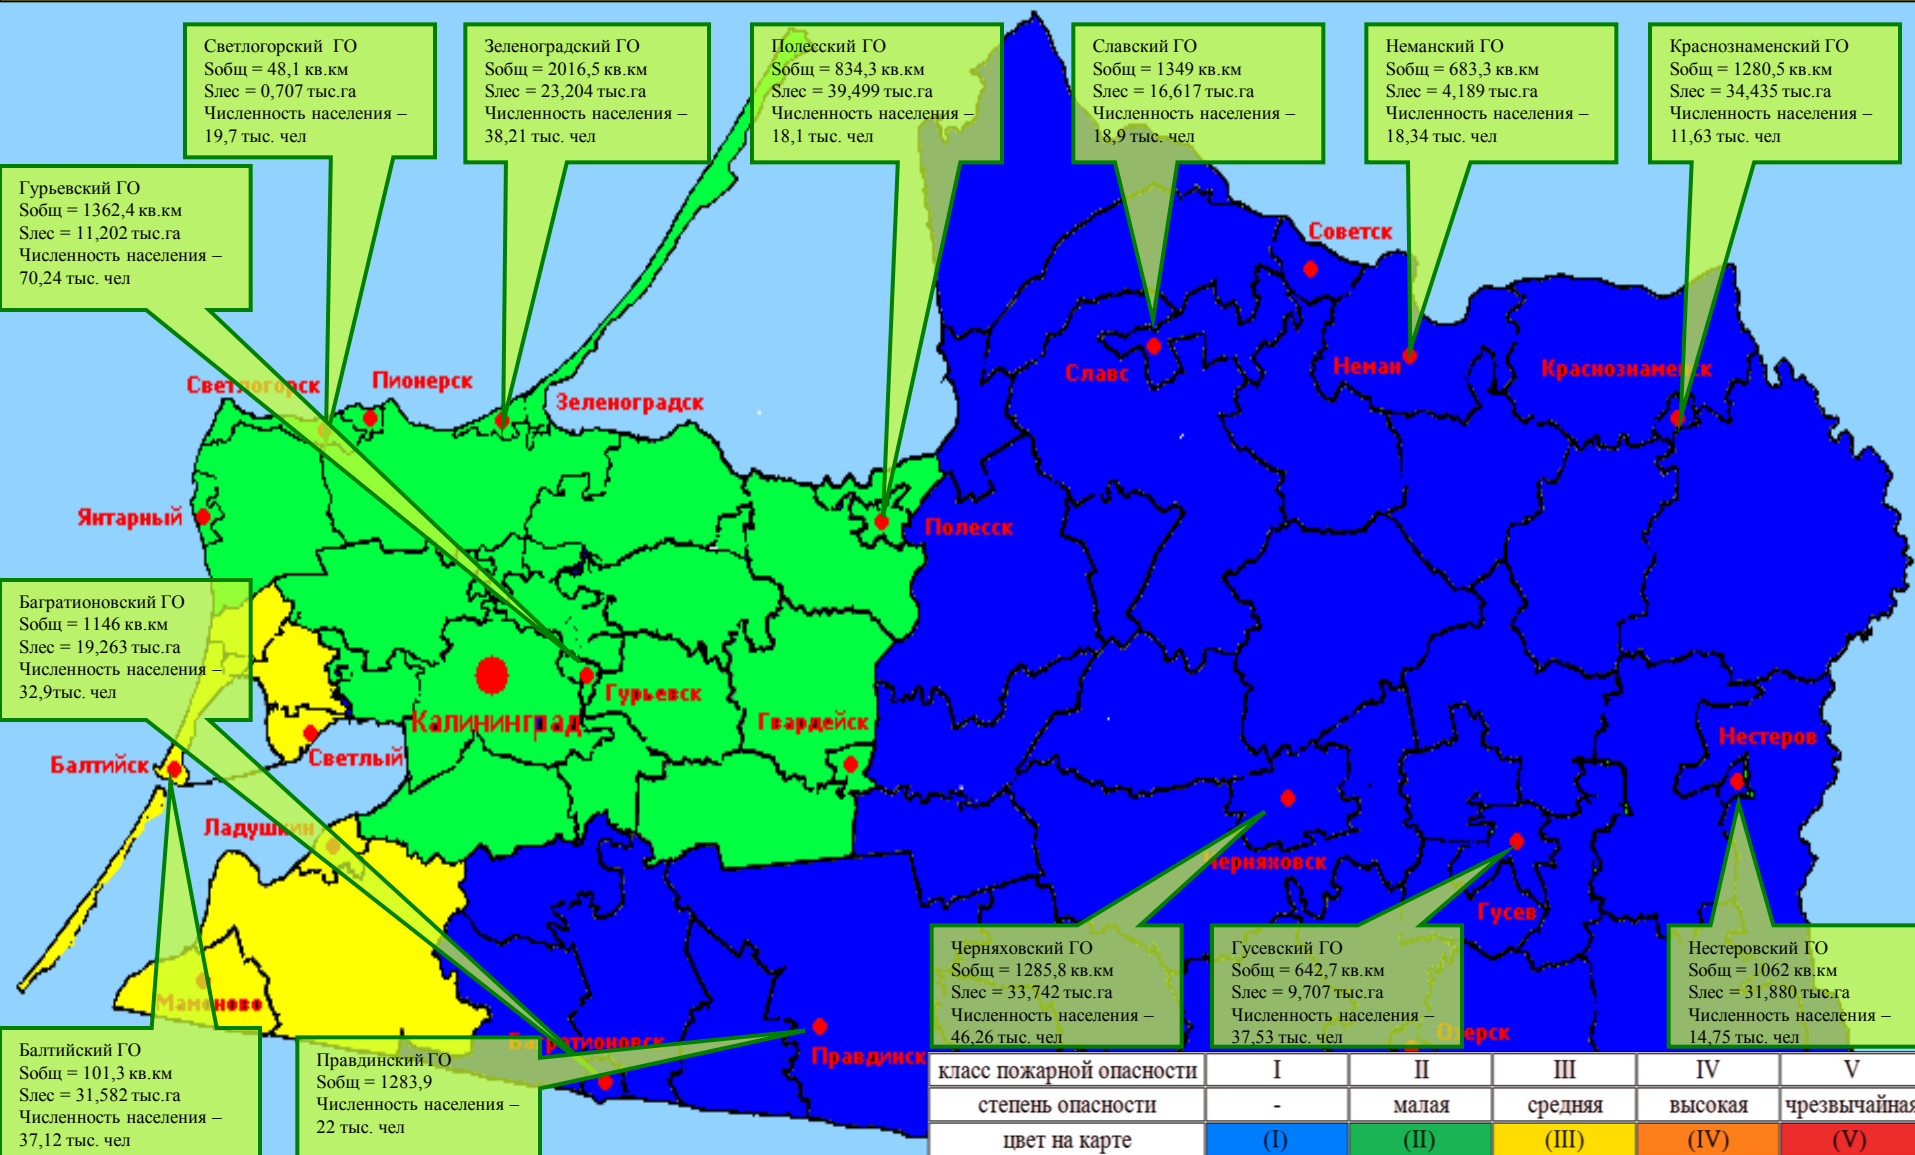 Светлогорский ГО
Sобщ = 48,1 кв.км
Sлес = 0,707 тыс.га
Численность населения –
19,7 тыс. чел
Зеленоградский ГО
Sобщ = 2016,5 кв.км
Sлес = 23,204 тыс.га
Численность населения –
38,21 тыс. чел
Полесский ГО
Sобщ = 834,3 кв.км
Sлес = 39,499 тыс.га
Численность населения –
18,1 тыс. чел
Славский ГО
Sобщ = 1349 кв.км
Sлес = 16,617 тыс.га
Численность населения –
18,9 тыс. чел
Неманский ГО
Sобщ = 683,3 кв.км
Sлес = 4,189 тыс.га
Численность населения –
18,34 тыс. чел
Краснознаменский ГО
Sобщ = 1280,5 кв.км
Sлес = 34,435 тыс.га
Численность населения –
11,63 тыс. чел
Гурьевский ГО
Sобщ = 1362,4 кв.км
Sлес = 11,202 тыс.га
Численность населения –
70,24 тыс. чел
Советск
Славс
Неман
Краснознаменск
Светлогорск
Пионерск
Зеленоградск
Янтарный
Полесск
Багратионовский ГО
Sобщ = 1146 кв.км
Sлес = 19,263 тыс.га
Численность населения –
32,9тыс. чел
Гурьевск
Калининград
Гвардейск
Нестеров
Балтийск
Светлый
Ладушкин
Черняховск
Гусев
Мамоново
Багратионовск
Правдинск
Озерск
Черняховский ГО
Sобщ = 1285,8 кв.км
Sлес = 33,742 тыс.га
Численность населения –
46,26 тыс. чел
Гусевский ГО
Sобщ = 642,7 кв.км
Sлес = 9,707 тыс.га
Численность населения –
37,53 тыс. чел
Нестеровский ГО
Sобщ = 1062 кв.км
Sлес = 31,880 тыс.га
Численность населения –
14,75 тыс. чел
Балтийский ГО
Sобщ = 101,3 кв.км
Sлес = 31,582 тыс.га
Численность населения –
37,12 тыс. чел
Правдинский ГО
Sобщ = 1283,9
Численность населения –
22 тыс. чел
класс пожарной опасности I II III IV V
степень опасности - малая средняя высокая чрезвычайная
цвет на карте (I) (II) (III) (IV) (V)